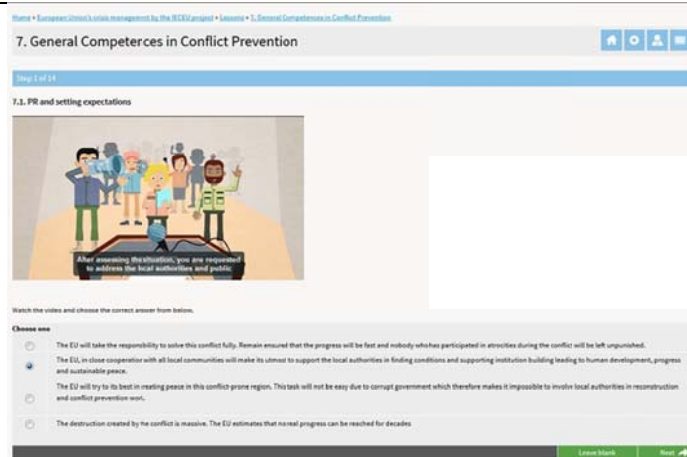 Home • European Union's crisis management by the IECEU project • Lessons • 7. General Competences in Conflict Prevention
7. General Competences in Conflict Prevention
Step 1 of 14
7.1. PR and setting expectations
After assessing the situation, you are requested
to address the local authorities and public
Watch the video and choose the correct answer from below.
Choose one
The EU will take the responsibility to solve this conflict fully. Remain ensured that the progress will be fast and nobody who has participated in atrocities during the conflict will be left unpunished.
The EU, in close cooperation with all local communities will make its utmost to support the local authorities in finding conditions and supporting institution building leading to human development, progress
and sustainable peace.
The EU will try to its best in creating peace in this conflict-prone region. This task will not be easy due to corrupt government which therefore makes it impossible to involve local authorities in reconstruction
and conflict prevention work.
The destruction created by the conflict is massive. The EU estimates that no real progress can be reached for decades
Leave blank
Next